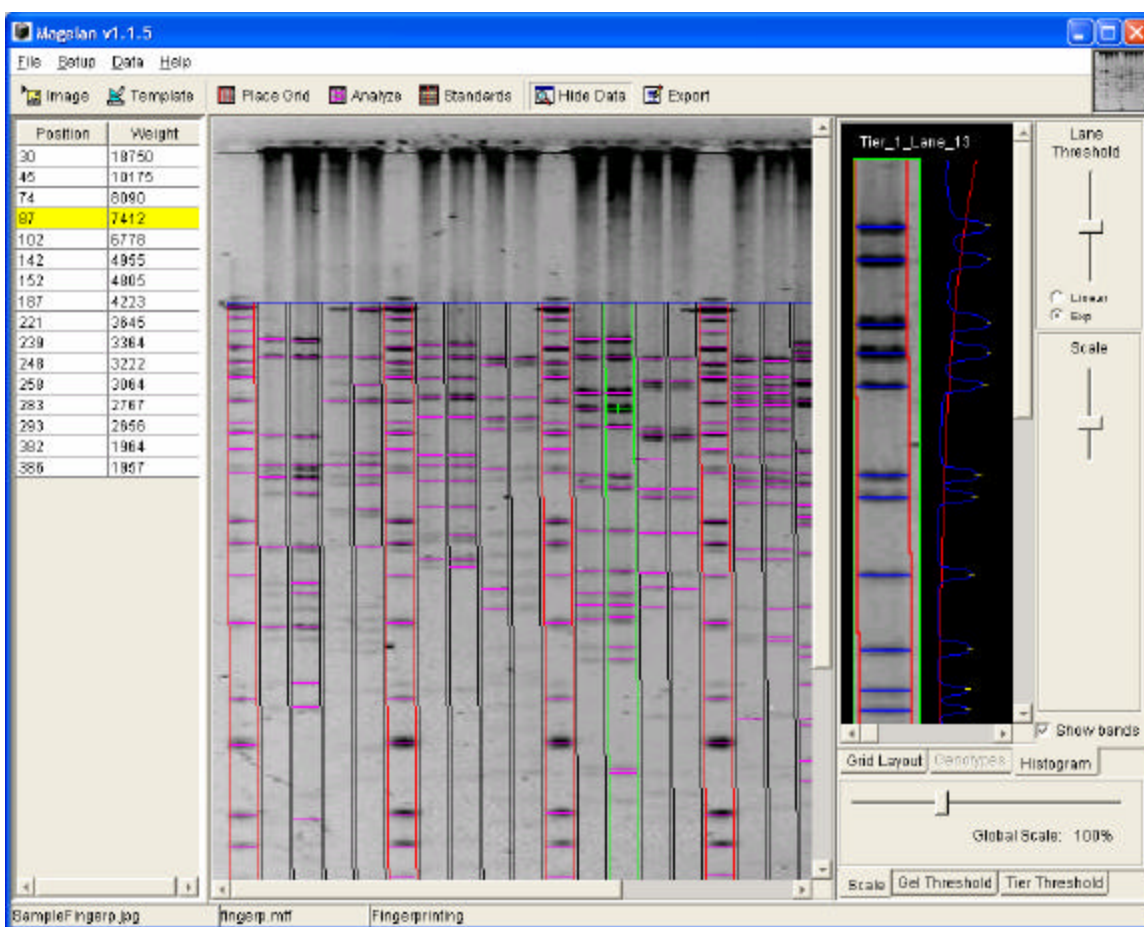 Magelan v1.1.5
File Setup Data Help
Image Template Place Grid Analyze Standards Hide Data Export
Position Weight
30 18750
45 10175
74 8090
87 7412
102 6778
142 4955
152 4805
187 4223
221 3645
239 3364
248 3222
259 3064
283 2767
293 2656
382 1964
386 1957
Tier_1_Lane_13
Lane
Threshold
Linear
Exp
Scale
Show bands
Grid Layout Genotypes Histogram
Global Scale: 100%
Scale Gel Threshold Tier Threshold
SampleFingerp.jpg fingerp.mtf Fingerprinting